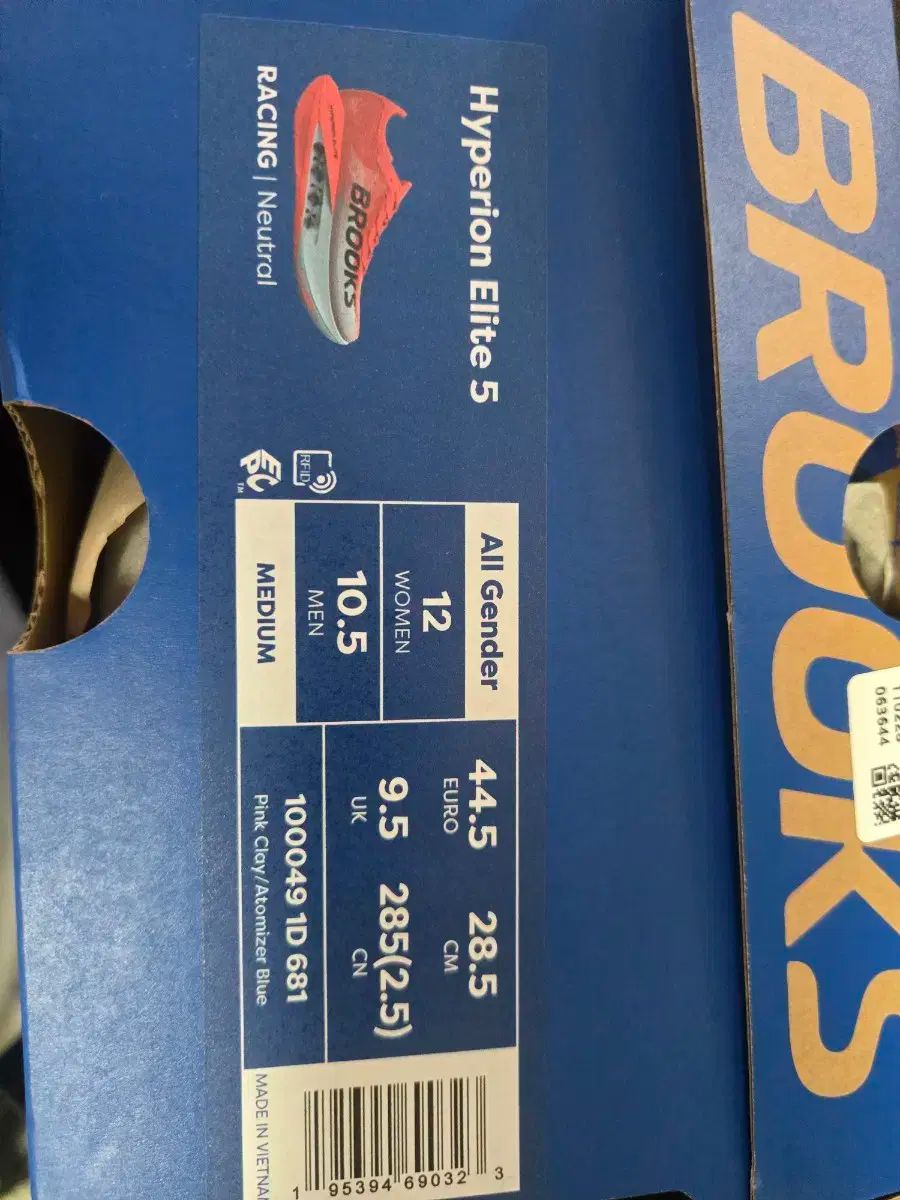 BROOKS
Hyperion Elite 5
BROOKS
RACING | Neutral
RFID
EPC
TM
All Gender
12
WOMEN
10.5
MEN
MEDIUM
44.5 28.5
EURO CM
9.5 285(2.5)
UK CN
100049 1D 681
Pink Clay/Atomizer Blue
MADE IN VIETNAM
1 95394 69032 3
063644